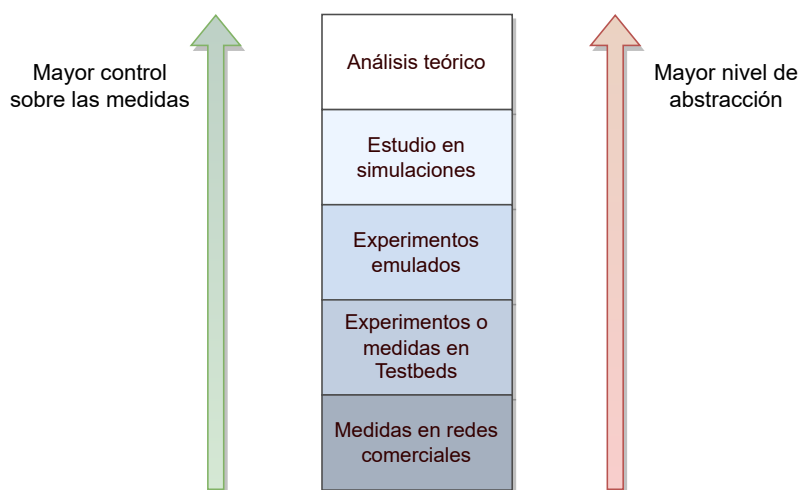 Mayor control
sobre las medidas
Análisis teórico
Estudio en
simulaciones
Experimentos
emulados
Experimentos o
medidas en
Testbeds
Medidas en redes
comerciales
Mayor nivel de
abstracción